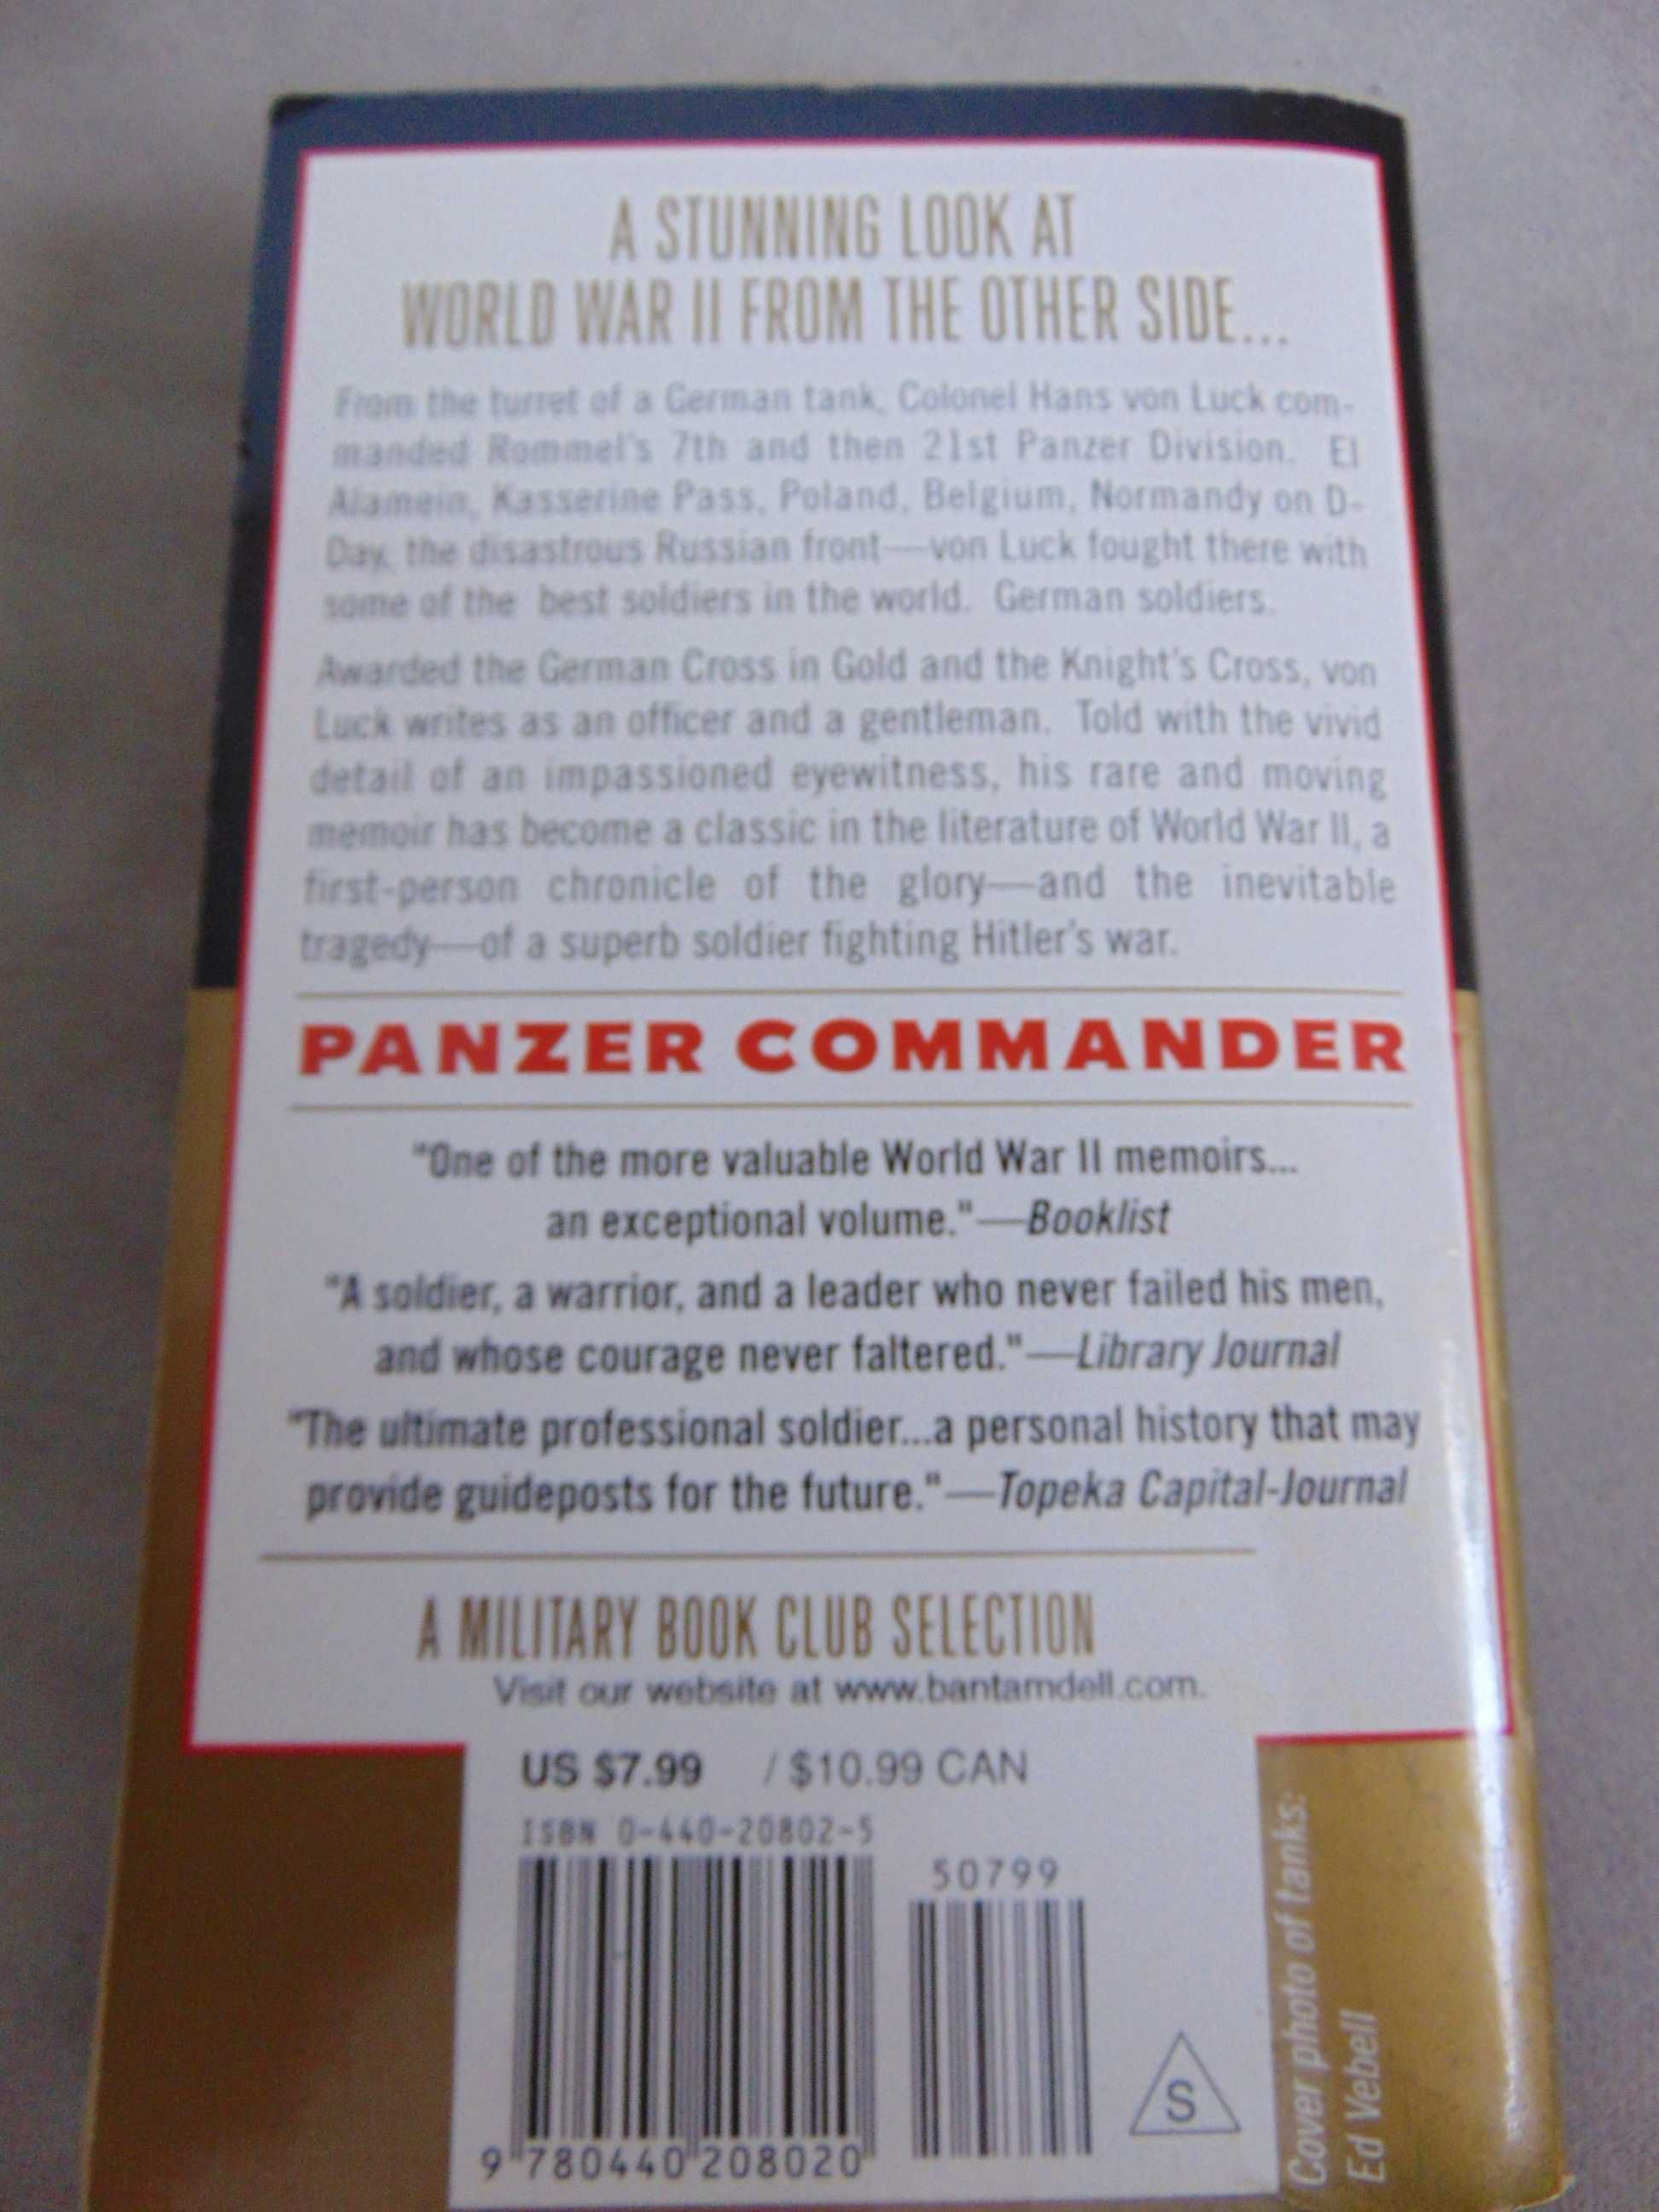 A STUNNING LOOK AT
WORLD WAR II FROM THE OTHER SIDE...
From the turret of a German tank, Colonel Hans von Luck com-
manded Rommel's 7th and then 21st Panzer Division. El
Alamein, Kasserine Pass, Poland, Belgium, Normandy on D-
Day, the disastrous Russian front—von Luck fought there with
some of the best soldiers in the world. German soldiers.
Awarded the German Cross in Gold and the Knight's Cross, von
Luck writes as an officer and a gentleman. Told with the vivid
detail of an impassioned eyewitness, his rare and moving
memoir has become a classic in the literature of World War II, a
first-person chronicle of the glory—and the inevitable
tragedy—of a superb soldier fighting Hitler's war.
PANZER COMMANDER
"One of the more valuable World War II memoirs...
an exceptional volume."—Booklist
"A soldier, a warrior, and a leader who never failed his men,
and whose courage never faltered."—Library Journal
"The ultimate professional soldier...a personal history that may
provide guideposts for the future."—Topeka Capital-Journal
A MILITARY BOOK CLUB SELECTION
Visit our website at www.bantamdell.com.
US $7.99 / $10.99 CAN
ISBN 0-440-20802-5
50799
9 780440 208020
S
Cover photo of tanks:
Ed Vebell